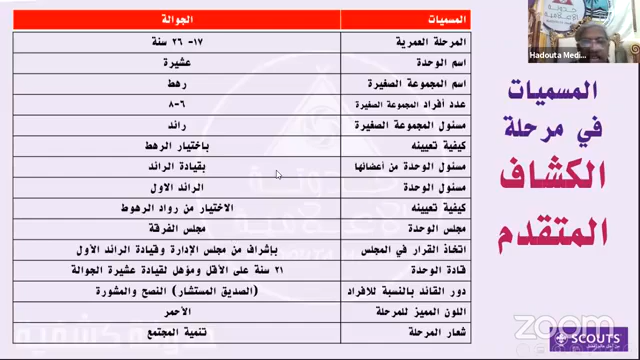 المسميات الجوالة
المرحلة العمرية ١٧- ٢٦ سنة
اسم الوحدة عشيرة
اسم المجموعة الصغيرة رهط
عدد أفراد المجموعة الصغيرة ٦-٨
مسئول المجموعة الصغيرة رائد
كيفية تعيينه باختيار الرهط
مسئول الوحدة من أعضائها بقيادة الرائد
مسئول الوحدة الرائد الاول
كيفية تعيينه الاختيار من رواد الرهوط
مجلس الوحدة مجلس الفرقة
اتخاذ القرار في المجلس بإشراف من مجلس الإدارة وقيادة الرائد الأول
قادة الوحدة ٢١ سنة على الأقل ومؤهل لقيادة عشيرة الجوالة
دور القائد بالنسبة للافراد (الصديق المستشار) النصح والمشورة
اللون المميز للمرحلة الأحمر
شعار المرحلة تنمية المجتمع
المسميات
في مرحلة
الكشاف
المتقدم
Hadouta Medi...
zoom
SCOUTS